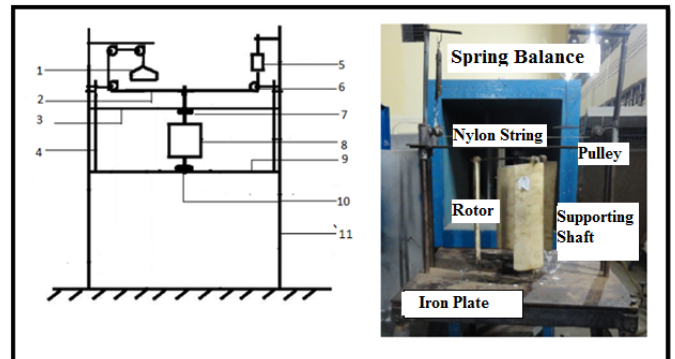 1
2
3
4
5
6
7
8
9
10
11
Spring Balance
Nylon String
Pulley
Rotor
Supporting
Shaft
Iron Plate